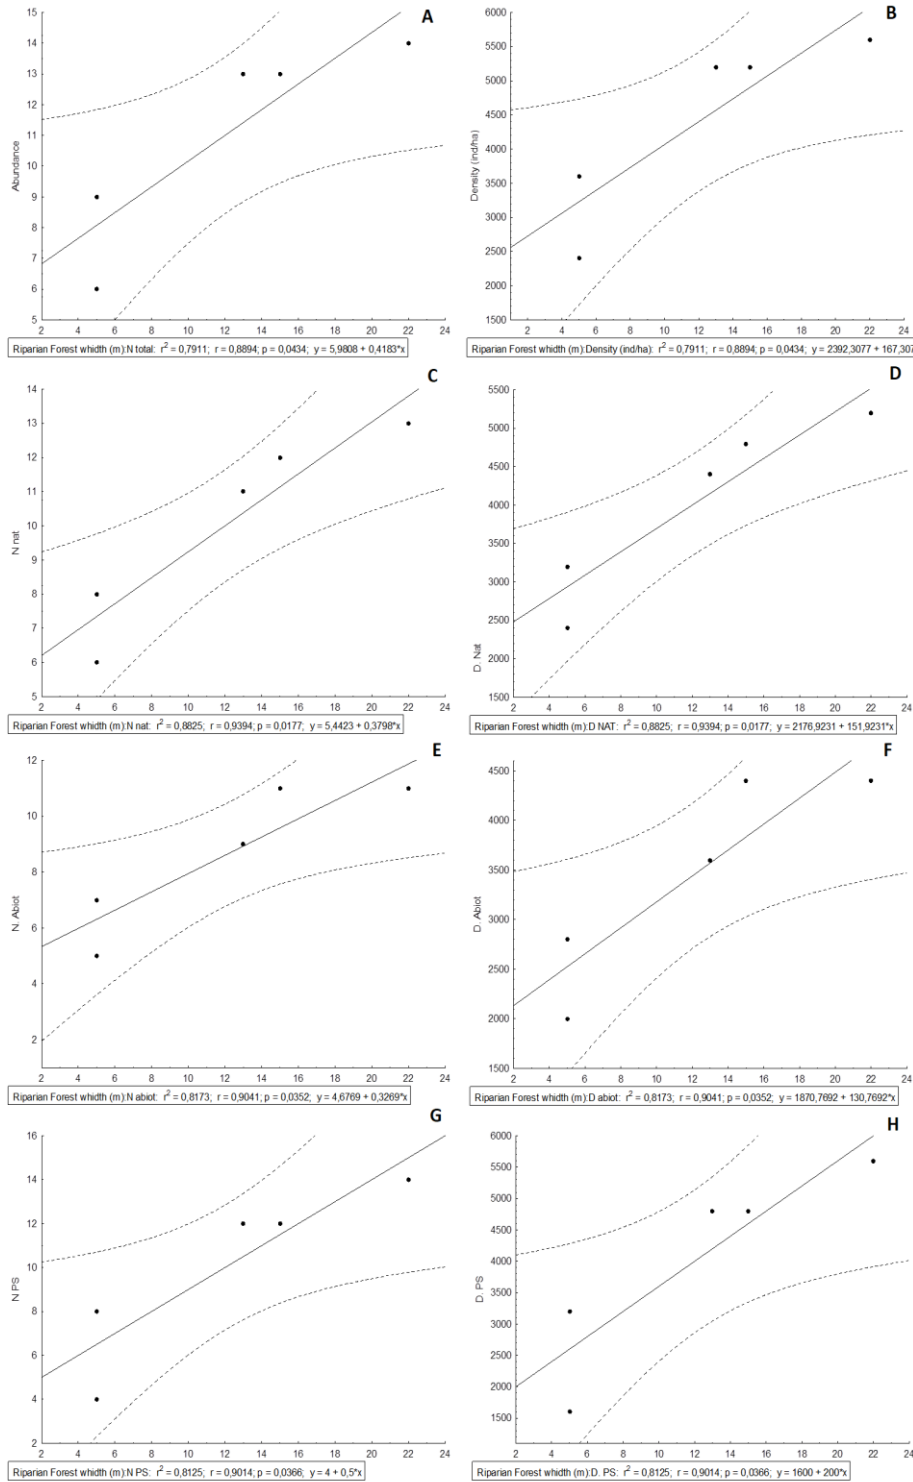 A
15
14
13
12
11
10
9
8
7
6
5
Abundance
2 4 6 8 10 12 14 16 18 20 22 24
Riparian Forest whidth (m):N total: r² = 0,7911; r = 0,8894; p = 0,0434; y = 5,9808 + 0,4183*x
B
6000
5500
5000
4500
4000
3500
3000
2500
2000
1500
Density (ind/ha)
2 4 6 8 10 12 14 16 18 20 22 24
Riparian Forest whidth (m):Density (ind/ha): r² = 0,7911; r = 0,8894; p = 0,0434; y = 2392,3077 + 167,307
C
14
13
12
11
10
9
8
7
6
5
N nat
2 4 6 8 10 12 14 16 18 20 22 24
Riparian Forest whidth (m):N nat: r² = 0,8825; r = 0,9394; p = 0,0177; y = 5,4423 + 0,3798*x
D
5500
5000
4500
4000
3500
3000
2500
2000
1500
D. Nat
2 4 6 8 10 12 14 16 18 20 22 24
Riparian Forest whidth (m):D NAT: r² = 0,8825; r = 0,9394; p = 0,0177; y = 2176,9231 + 151,9231*x
E
12
10
8
6
4
2
N. Abiot
2 4 6 8 10 12 14 16 18 20 22 24
Riparian Forest whidth (m):N abiot: r² = 0,8173; r = 0,9041; p = 0,0352; y = 4,6769 + 0,3269*x
F
4500
4000
3500
3000
2500
2000
1500
D. Abiot
2 4 6 8 10 12 14 16 18 20 22 24
Riparian Forest whidth (m):D abiot: r² = 0,8173; r = 0,9041; p = 0,0352; y = 1870,7692 + 130,7692*x
G
16
14
12
10
8
6
4
2
N PS
2 4 6 8 10 12 14 16 18 20 22 24
Riparian Forest whidth (m):N PS: r² = 0,8125; r = 0,9014; p = 0,0366; y = 4 + 0,5*x
H
6000
5500
5000
4500
4000
3500
3000
2500
2000
1500
D. PS
2 4 6 8 10 12 14 16 18 20 22 24
Riparian Forest whidth (m):D. PS: r² = 0,8125; r = 0,9014; p = 0,0366; y = 1600 + 200*x